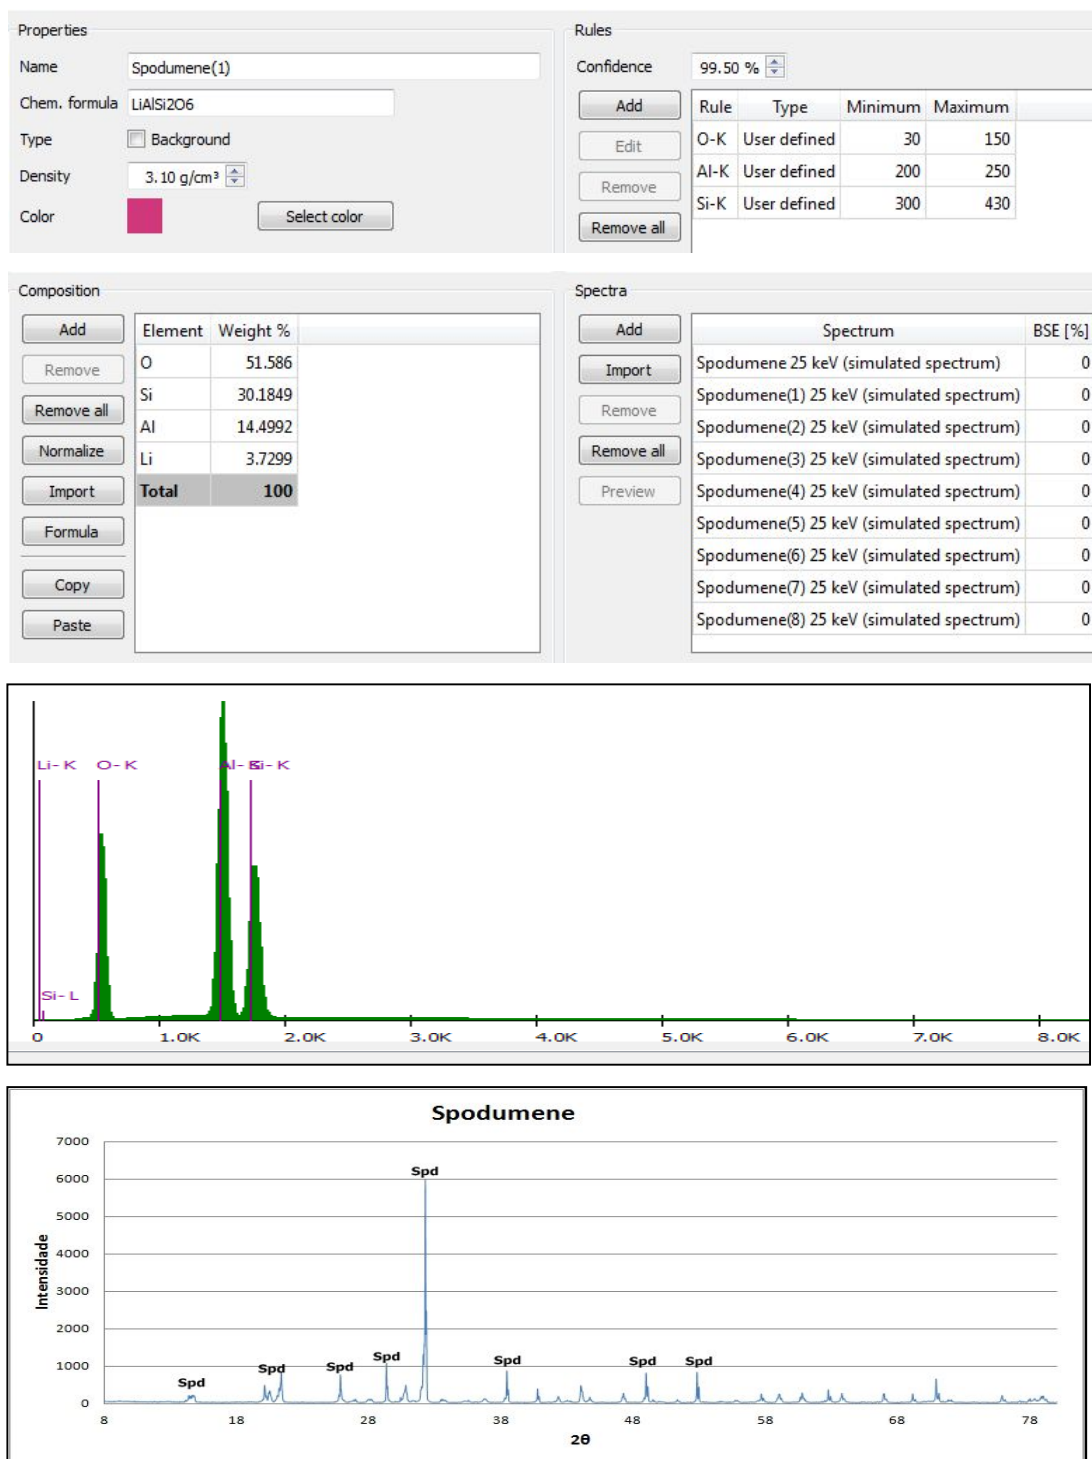 Properties
Name Spodumene(1)
Chem. formula LiAlSi2O6
Type Background
Density 3.10 g/cm³
Color Select color
Rules
Confidence 99.50 %
Add
Edit
Remove
Remove all
Rule Type Minimum Maximum
O-K User defined 30 150
Al-K User defined 200 250
Si-K User defined 300 430
Composition
Add
Remove
Remove all
Normalize
Import
Formula
Copy
Paste
Element Weight %
O 51.586
Si 30.1849
Al 14.4992
Li 3.7299
Total 100
Spectra
Add
Import
Remove
Remove all
Preview
Spectrum BSE [%]
Spodumene 25 keV (simulated spectrum) 0
Spodumene(1) 25 keV (simulated spectrum) 0
Spodumene(2) 25 keV (simulated spectrum) 0
Spodumene(3) 25 keV (simulated spectrum) 0
Spodumene(4) 25 keV (simulated spectrum) 0
Spodumene(5) 25 keV (simulated spectrum) 0
Spodumene(6) 25 keV (simulated spectrum) 0
Spodumene(7) 25 keV (simulated spectrum) 0
Spodumene(8) 25 keV (simulated spectrum) 0
Li-K O-K Al-K Si-K
Si-L
0 1.0K 2.0K 3.0K 4.0K 5.0K 6.0K 7.0K 8.0K
Spodumene
7000
6000
5000
4000
3000
2000
1000
0
Intensidade
Spd
Spd
Spd
Spd
Spd
Spd
Spd
Spd
8 18 28 38 48 58 68 78
2θ